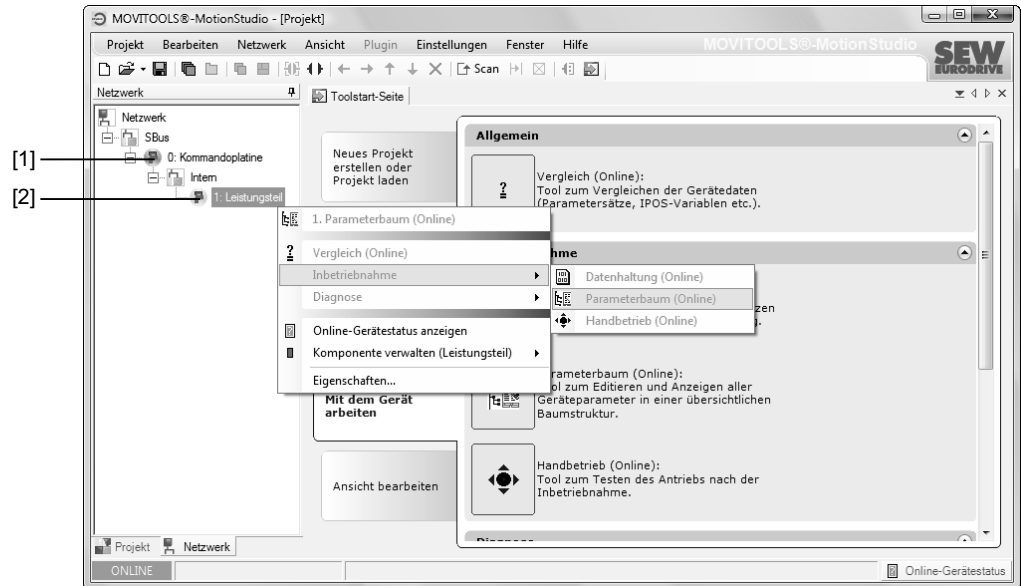 MOVITOOLS®-MotionStudio - [Projekt]
Projekt Bearbeiten Netzwerk Ansicht Plugin Einstellungen Fenster Hilfe
MOVITOOLS®-MotionStudio
SEW
EURODRIVE
Scan
Netzwerk
Toolstart-Seite
Netzwerk
SBus
[1]
0: Kommandoplatine
Intern
[2]
1: Leistungsteil
Neues Projekt
erstellen oder
Projekt laden
Allgemein
Vergleich (Online):
Tool zum Vergleichen der Gerätedaten
(Parametersätze, IPOS-Variablen etc.).
1. Parameterbaum (Online)
Vergleich (Online)
Inbetriebnahme
Diagnose
Online-Gerätestatus anzeigen
Komponente verwalten (Leistungsteil)
Eigenschaften...
Datenhaltung (Online)
Parameterbaum (Online)
Handbetrieb (Online)
hme
zen
g.
rameterbaum (Online):
ol zum Editieren und Anzeigen aller
Geräteparameter in einer übersichtlichen
Baumstruktur.
Mit dem Gerät
arbeiten
Ansicht bearbeiten
Handbetrieb (Online):
Tool zum Testen des Antriebs nach der
Inbetriebnahme.
Diagnose
Projekt Netzwerk
ONLINE
Online-Gerätestatus